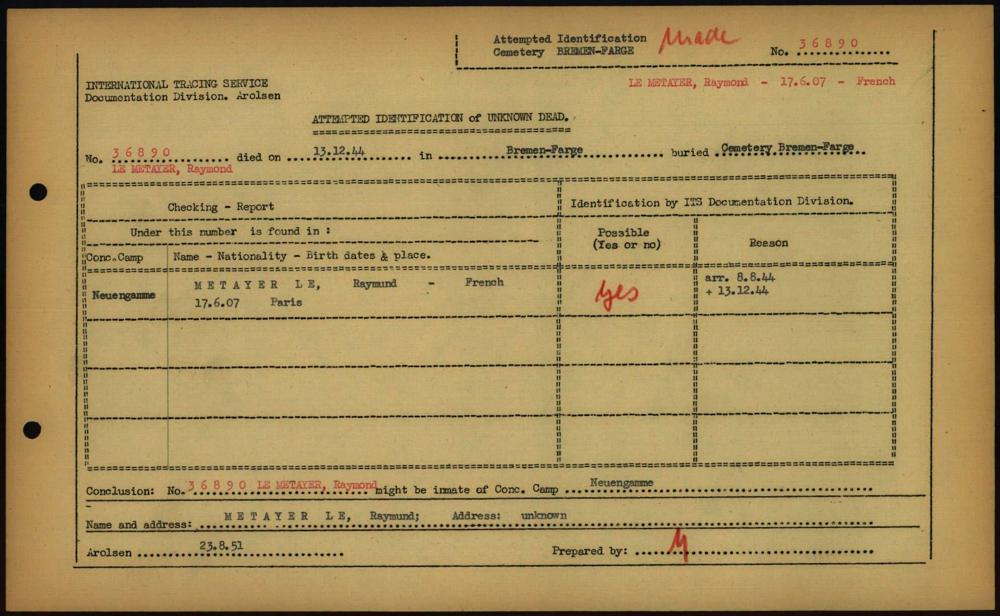 Attempted Identification Made
Cemetery BREMEN-FARGE No. 36890
INTERNATIONAL TRACING SERVICE LE METAYER, Raymond - 17.6.07 - French
Documentation Division. Arolsen
ATTEMPTED IDENTIFICATION of UNKNOWN DEAD.
No. 36890 died on 13.12.44 in Bremen-Farge buried Cemetery Bremen-Farge
LE METAYER, Raymond
Checking - Report Identification by ITS Documentation Division.
Under this number is found in : Possible
(Yes or no) Reason
Conc.Camp Name - Nationality - Birth dates & place.
Neuengamme METAYER LE, Raymund - French yes arr. 8.8.44
17.6.07 Paris + 13.12.44
Conclusion: No. 36890 LE METAYER, Raymond might be inmate of Conc. Camp Neuengamme
Name and address: METAYER LE, Raymund; Address: unknown
Arolsen 23.8.51 Prepared by: